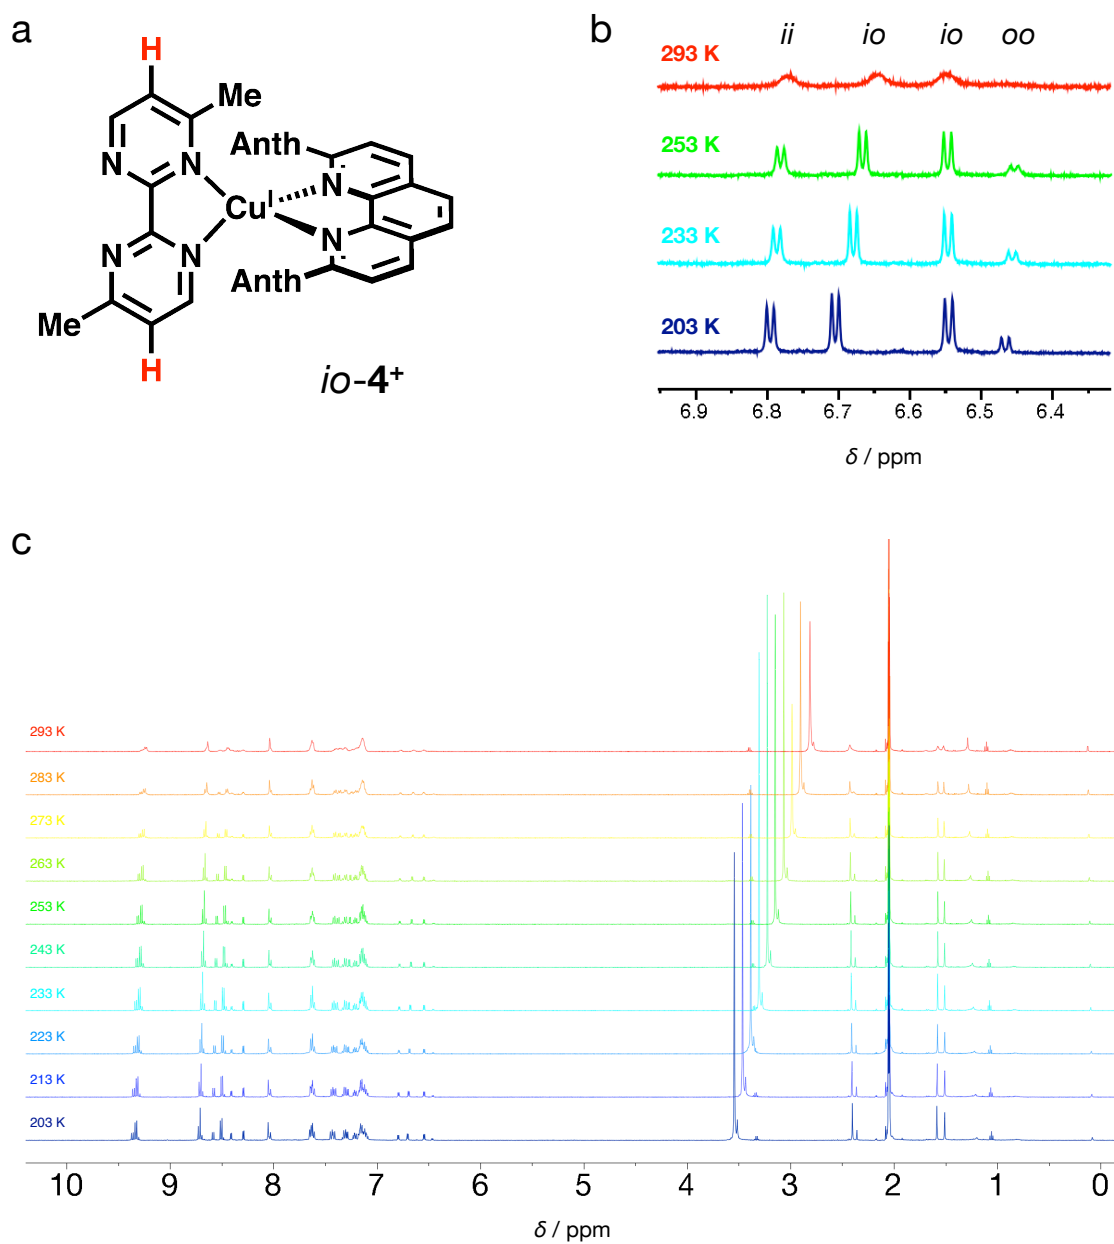 a
H
Me
N
N
Anth
N
Cu^I
N
N
N
Anth
Me
H
io-4⁺
b
ii io io oo
293 K
253 K
233 K
203 K
6.9 6.8 6.7 6.6 6.5 6.4
δ / ppm
c
293 K
283 K
273 K
263 K
253 K
243 K
233 K
223 K
213 K
203 K
10 9 8 7 6 5 4 3 2 1 0
δ / ppm